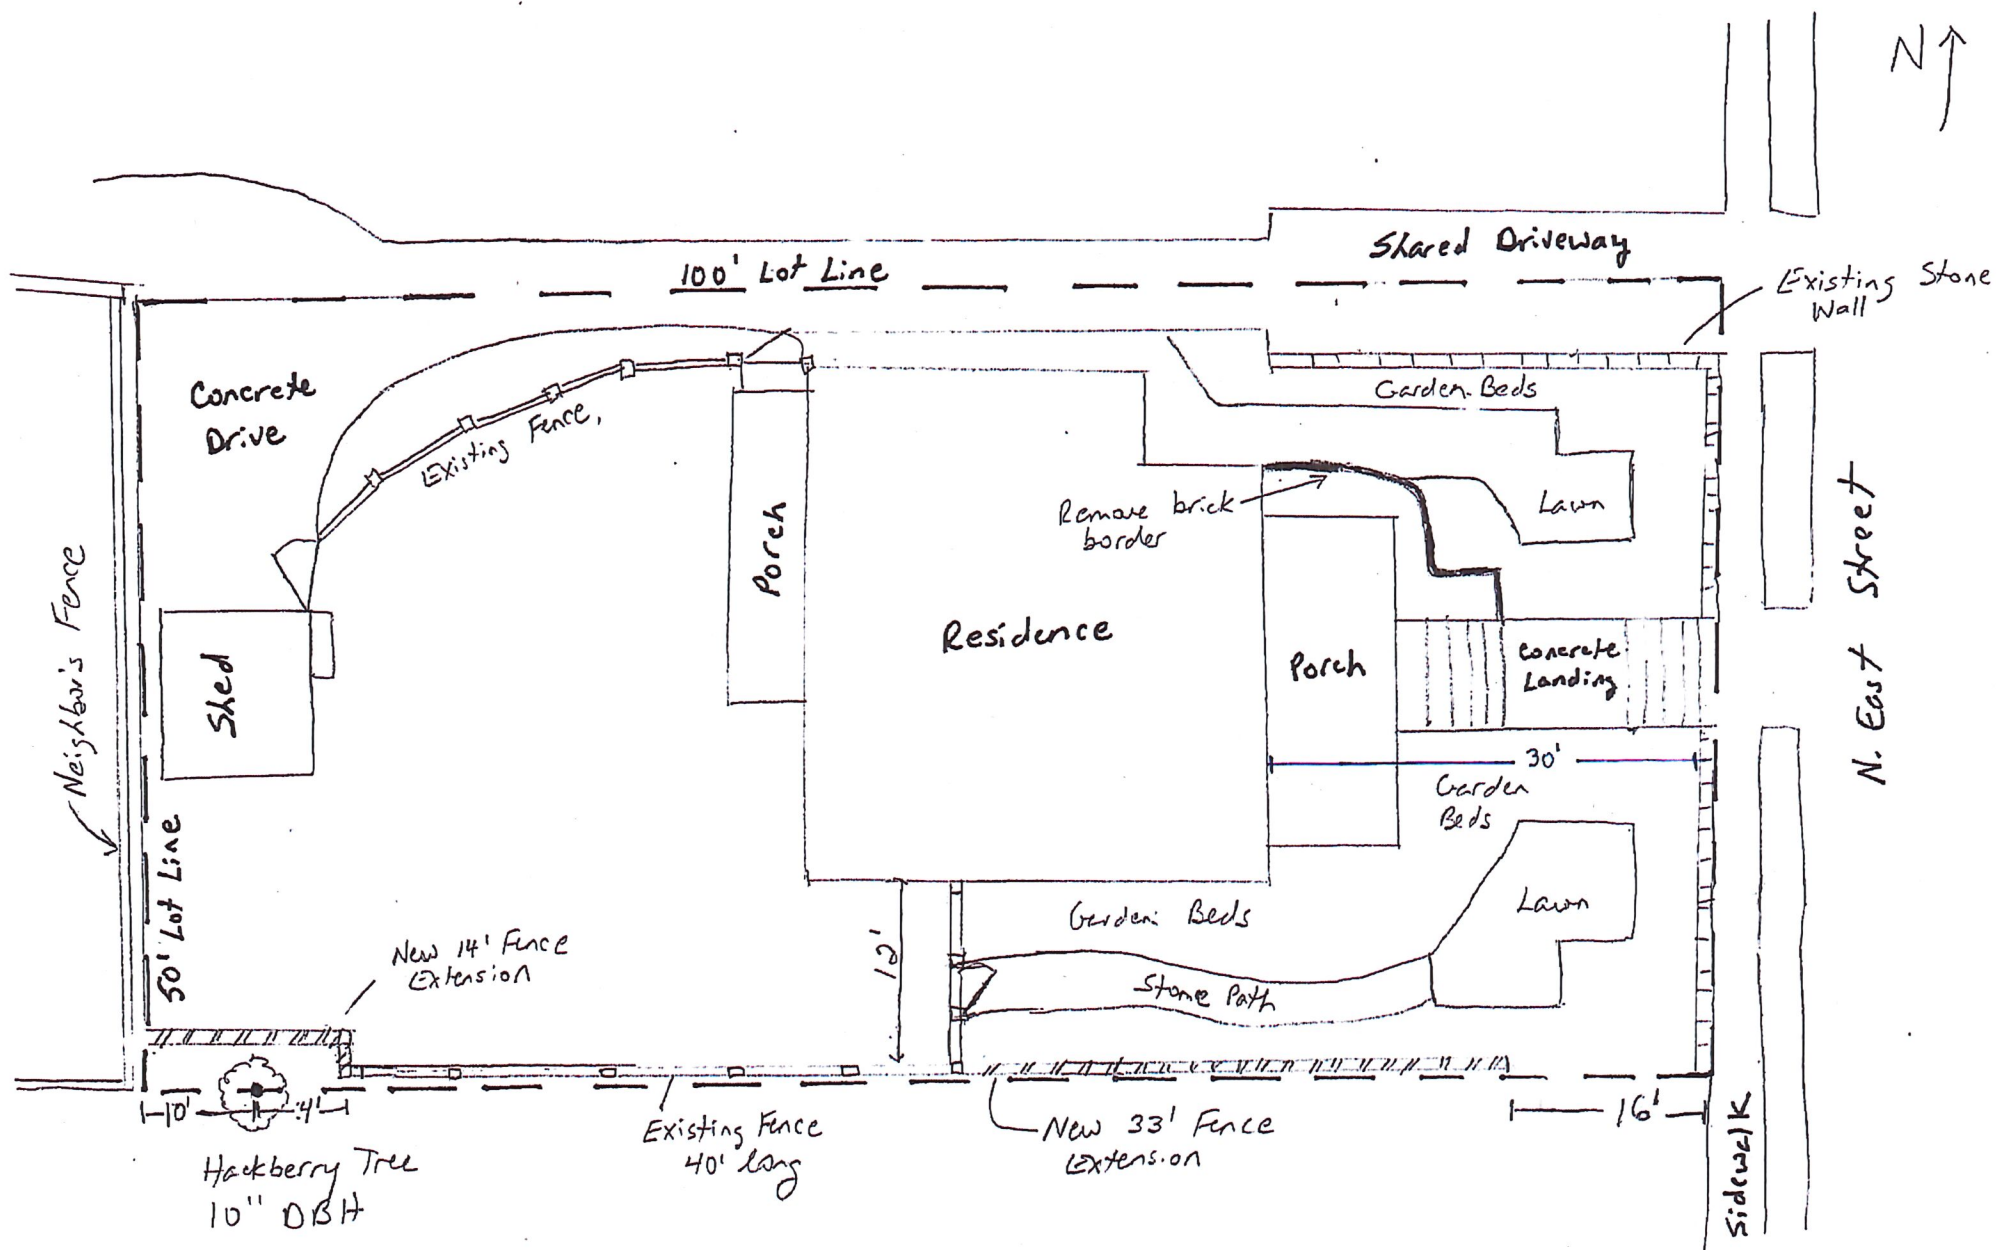 N
Shared Driveway
100' Lot Line
Existing Stone
Wall
Concrete
Drive
Garden Beds
Existing Fence
Remove brick
border
Lawn
Porch
Residence
Porch
Concrete
Landing
N. East Street
Neighbor's Fence
Shed
30'
Garden
Beds
50' Lot Line
Lawn
Garden Beds
New 14' Fence
Extension
Stone Path
10'
4'
16'
Existing Fence
40' long
New 33' Fence
Extension
Hackberry Tree
10" DBH
Sidewalk